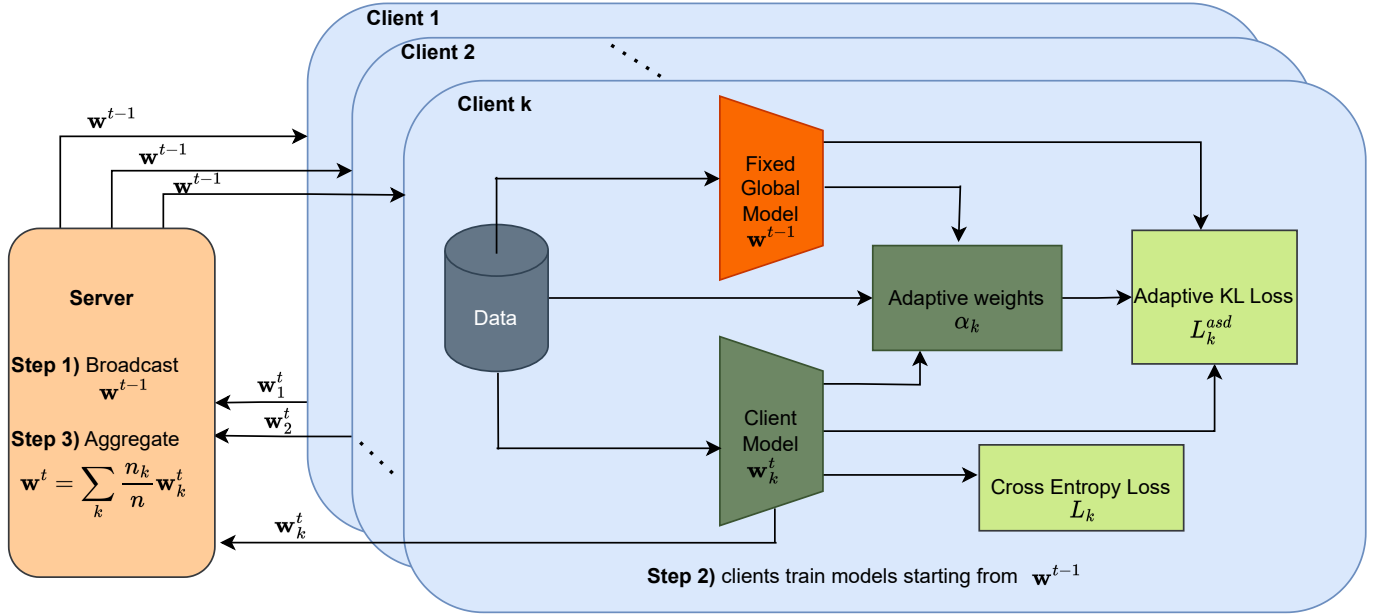 Client 1
Client 2
Client k
w^{t-1}
w^{t-1}
w^{t-1}
Server
Step 1) Broadcast
w^{t-1}
Step 3) Aggregate
w^t = \sum_k \frac{n_k}{n} w_k^t
w_1^t
w_2^t
w_k^t
Data
Fixed
Global
Model
w^{t-1}
Adaptive weights
α_k
Adaptive KL Loss
L_k^{asd}
Client
Model
w_k^t
Cross Entropy Loss
L_k
Step 2) clients train models starting from w^{t-1}